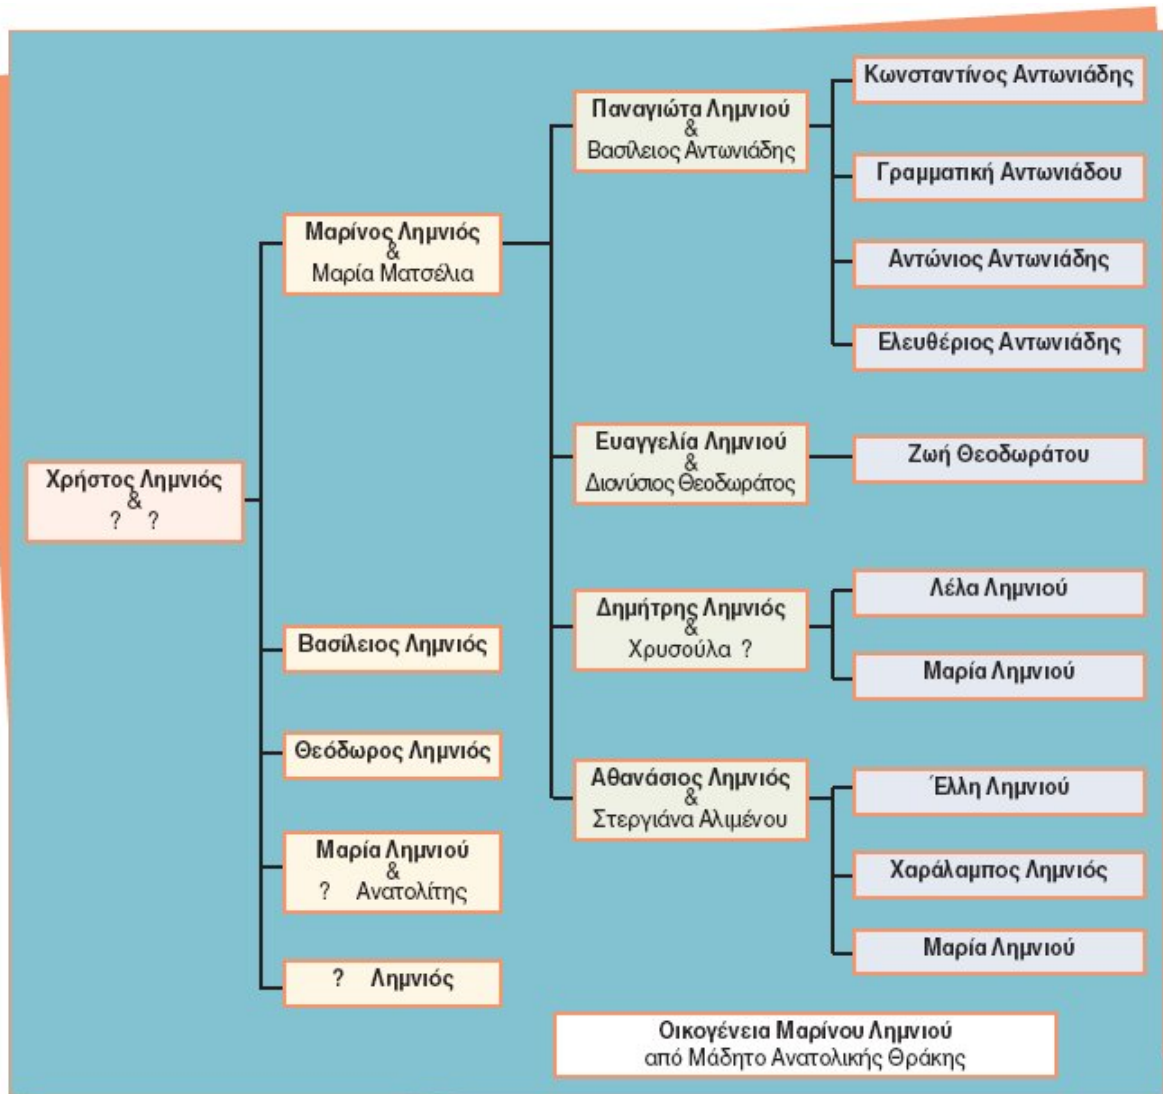 Χρήστος Λημνιός
&
? ?
Μαρίνος Λημνιός
&
Μαρία Ματσέλια
Βασίλειος Λημνιός
Θεόδωρος Λημνιός
Μαρία Λημνιού
&
? Ανατολίτης
? Λημνιός
Παναγιώτα Λημνιού
&
Βασίλειος Αντωνιάδης
Ευαγγελία Λημνιού
&
Διονύσιος Θεοδωράτος
Δημήτρης Λημνιός
&
Χρυσούλα ?
Αθανάσιος Λημνιός
&
Στεργιάνα Αλιμένου
Κωνσταντίνος Αντωνιάδης
Γραμματική Αντωνιάδου
Αντώνιος Αντωνιάδης
Ελευθέριος Αντωνιάδης
Ζωή Θεοδωράτου
Λέλα Λημνιού
Μαρία Λημνιού
Έλλη Λημνιού
Χαράλαμπος Λημνιός
Μαρία Λημνιού
Οικογένεια Μαρίνου Λημνιού
από Μάδητο Ανατολικής Θράκης